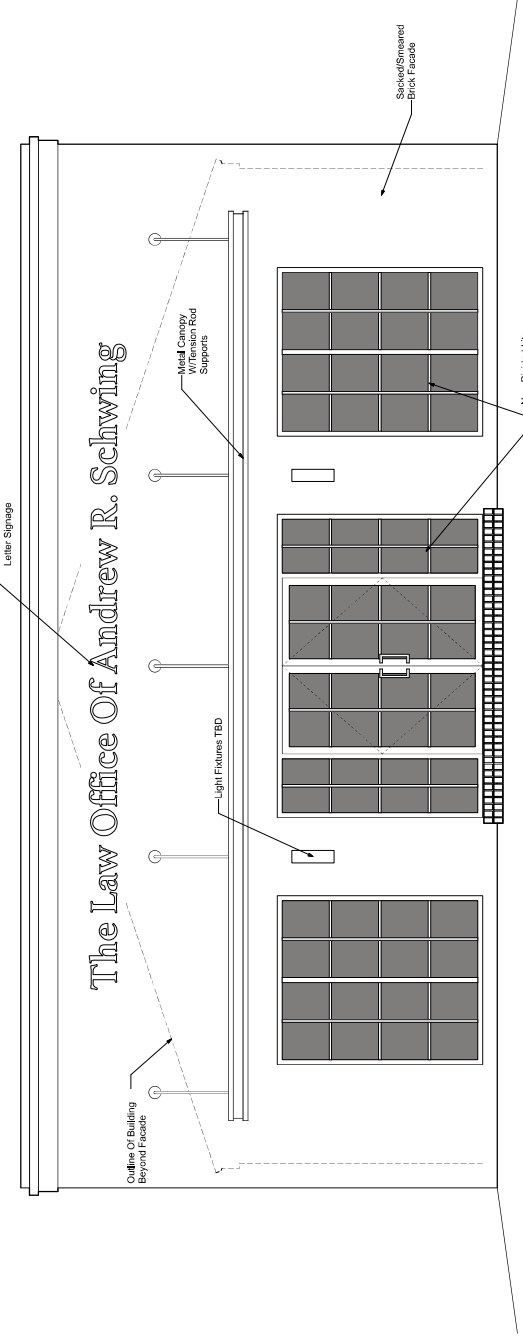 Letter Signage
The Law Office Of Andrew R. Schwing
Outline Of Building
Beyond Facade
Light Fixtures TBD
Metal Canopy
W/Tension Rod
Supports
Sacked/Smeared
Brick Facade